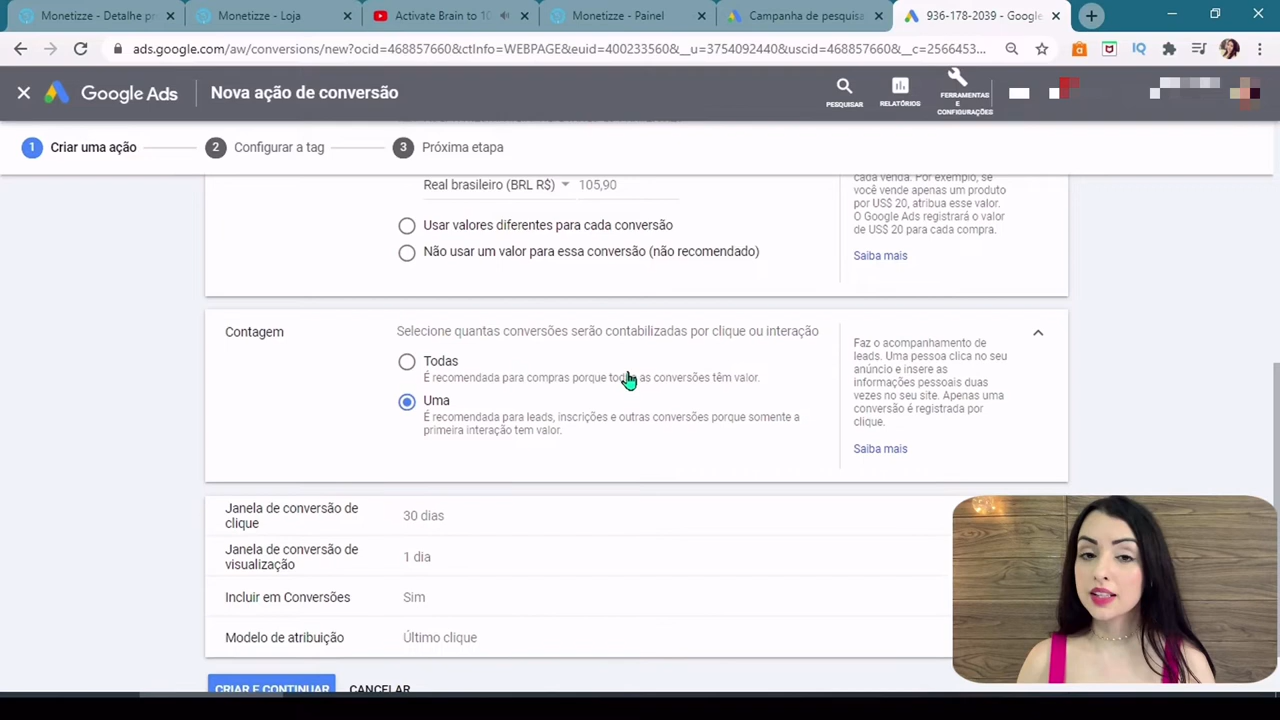 Monetizze - Detalhe pr
Monetizze - Loja
Activate Brain to 10
Monetizze - Painel
Campanha de pesquisa
936-178-2039 - Google
ads.google.com/aw/conversions/new?ocid=468857660&ctInfo=WEBPAGE&euid=400233560&__u=3754092440&uscid=468857660&__c=2566453...
Google Ads
Nova ação de conversão
PESQUISAR
RELATÓRIOS
FERRAMENTAS
E
CONFIGURAÇÕES
1 Criar uma ação
2 Configurar a tag
3 Próxima etapa
Real brasileiro (BRL R$) 105,90
Usar valores diferentes para cada conversão
Não usar um valor para essa conversão (não recomendado)
cada venda. Por exemplo, se
você vende apenas um produto
por US$ 20, atribua esse valor.
O Google Ads registrará o valor
de US$ 20 para cada compra.
Saiba mais
Contagem
Selecione quantas conversões serão contabilizadas por clique ou interação
Todas
É recomendada para compras porque todas as conversões têm valor.
Uma
É recomendada para leads, inscrições e outras conversões porque somente a
primeira interação tem valor.
Faz o acompanhamento de
leads. Uma pessoa clica no seu
anúncio e insere as
informações pessoais duas
vezes no seu site. Apenas uma
conversão é registrada por
clique.
Saiba mais
Janela de conversão de
clique
30 dias
Janela de conversão de
visualização
1 dia
Incluir em Conversões
Sim
Modelo de atribuição
Último clique
CRIAR E CONTINUAR
CANCELAR